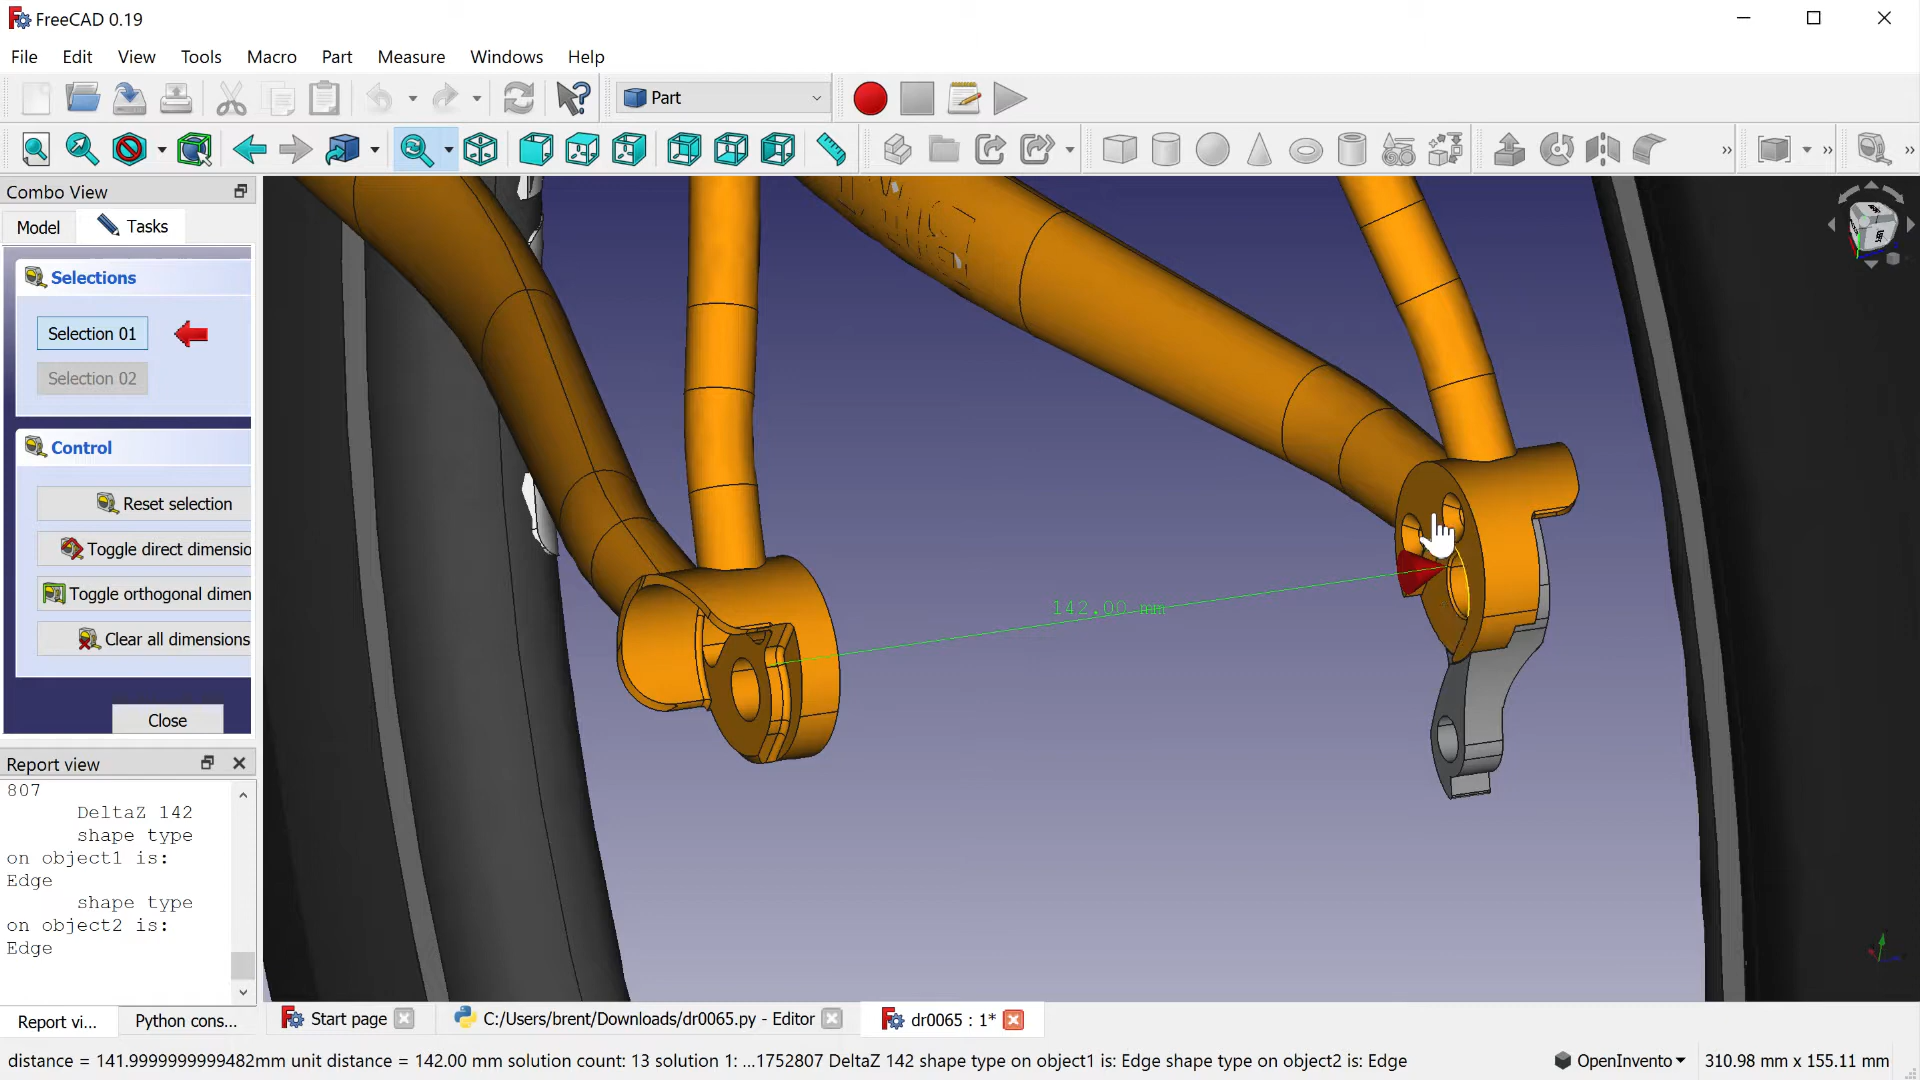 FreeCAD 0.19
File Edit View Tools Macro Part Measure Windows Help
Part
Combo View
Model Tasks
Selections
Selection 01
Selection 02
Control
Reset selection
Toggle direct dimensio
Toggle orthogonal dimen
Clear all dimensions
Close
142.00 mm
Report view
807
DeltaZ 142
shape type
on object1 is:
Edge
shape type
on object2 is:
Edge
Report vi... Python cons...
Start page C:/Users/brent/Downloads/dr0065.py - Editor dr0065 : 1*
distance = 141.9999999999482mm unit distance = 142.00 mm solution count: 13 solution 1: ...1752807 DeltaZ 142 shape type on object1 is: Edge shape type on object2 is: Edge OpenInvento 310.98 mm x 155.11 mm